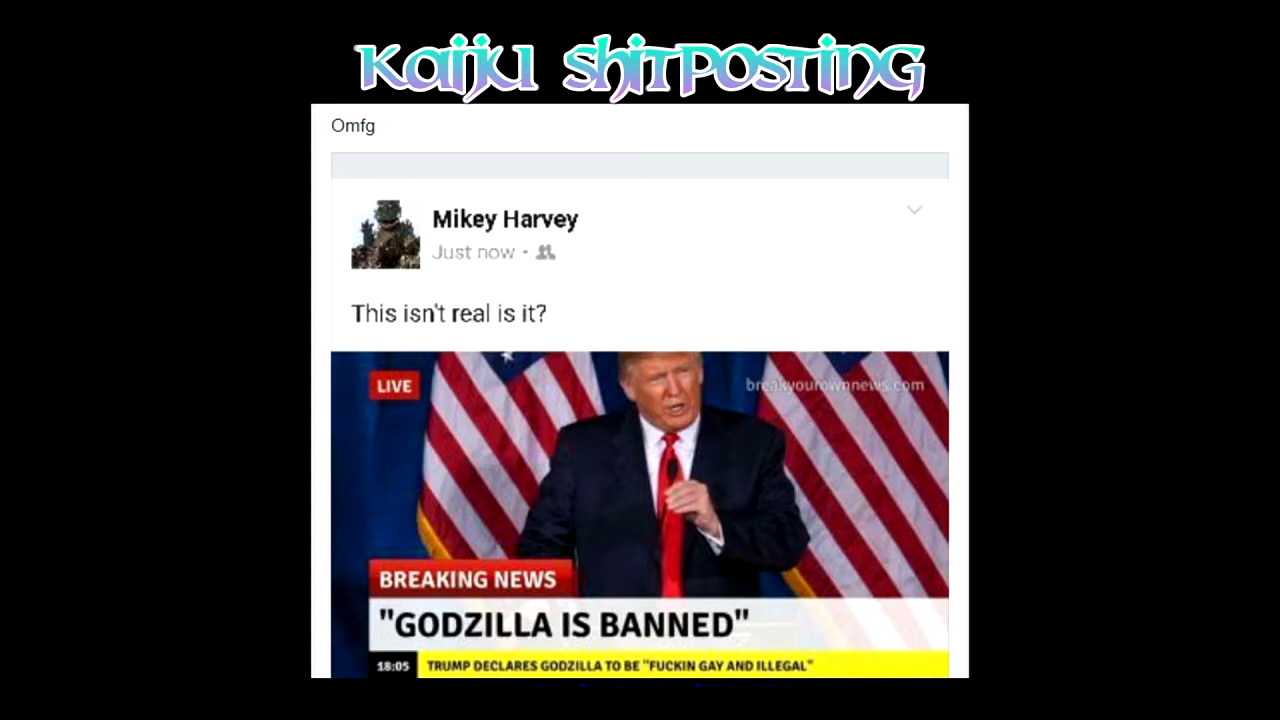 Kaiju Shitposting
Omfg
Mikey Harvey
Just now
This isn't real is it?
LIVE
breakyourownnews.com
BREAKING NEWS
"GODZILLA IS BANNED"
18:05 TRUMP DECLARES GODZILLA TO BE "FUCKIN GAY AND ILLEGAL"